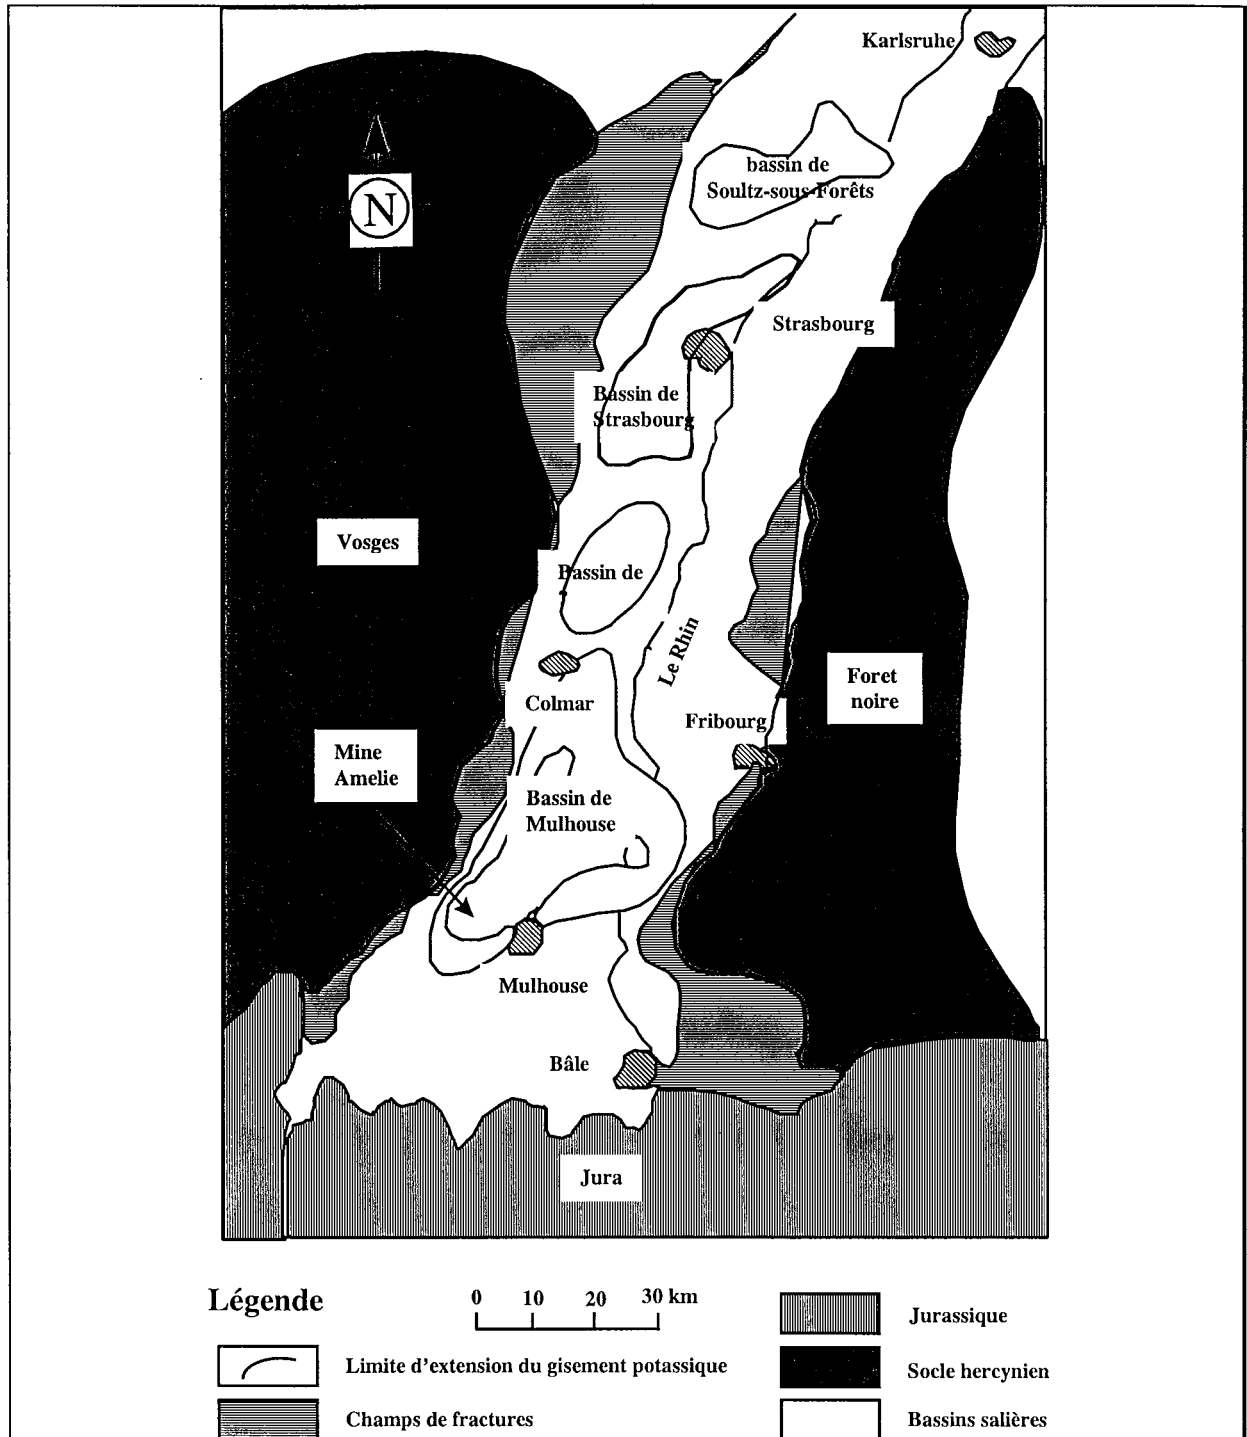 Karlsruhe
bassin de
Soultz-sous-Forêts
N
Strasbourg
Bassin de
Strasbourg
Vosges
Bassin de
Le Rhin
Colmar
Foret
noire
Fribourg
Mine
Amelie
Bassin de
Mulhouse
Mulhouse
Bâle
Jura
Légende
0 10 20 30 km
Jurassique
Limite d'extension du gisement potassique
Socle hercynien
Champs de fractures
Bassins salières